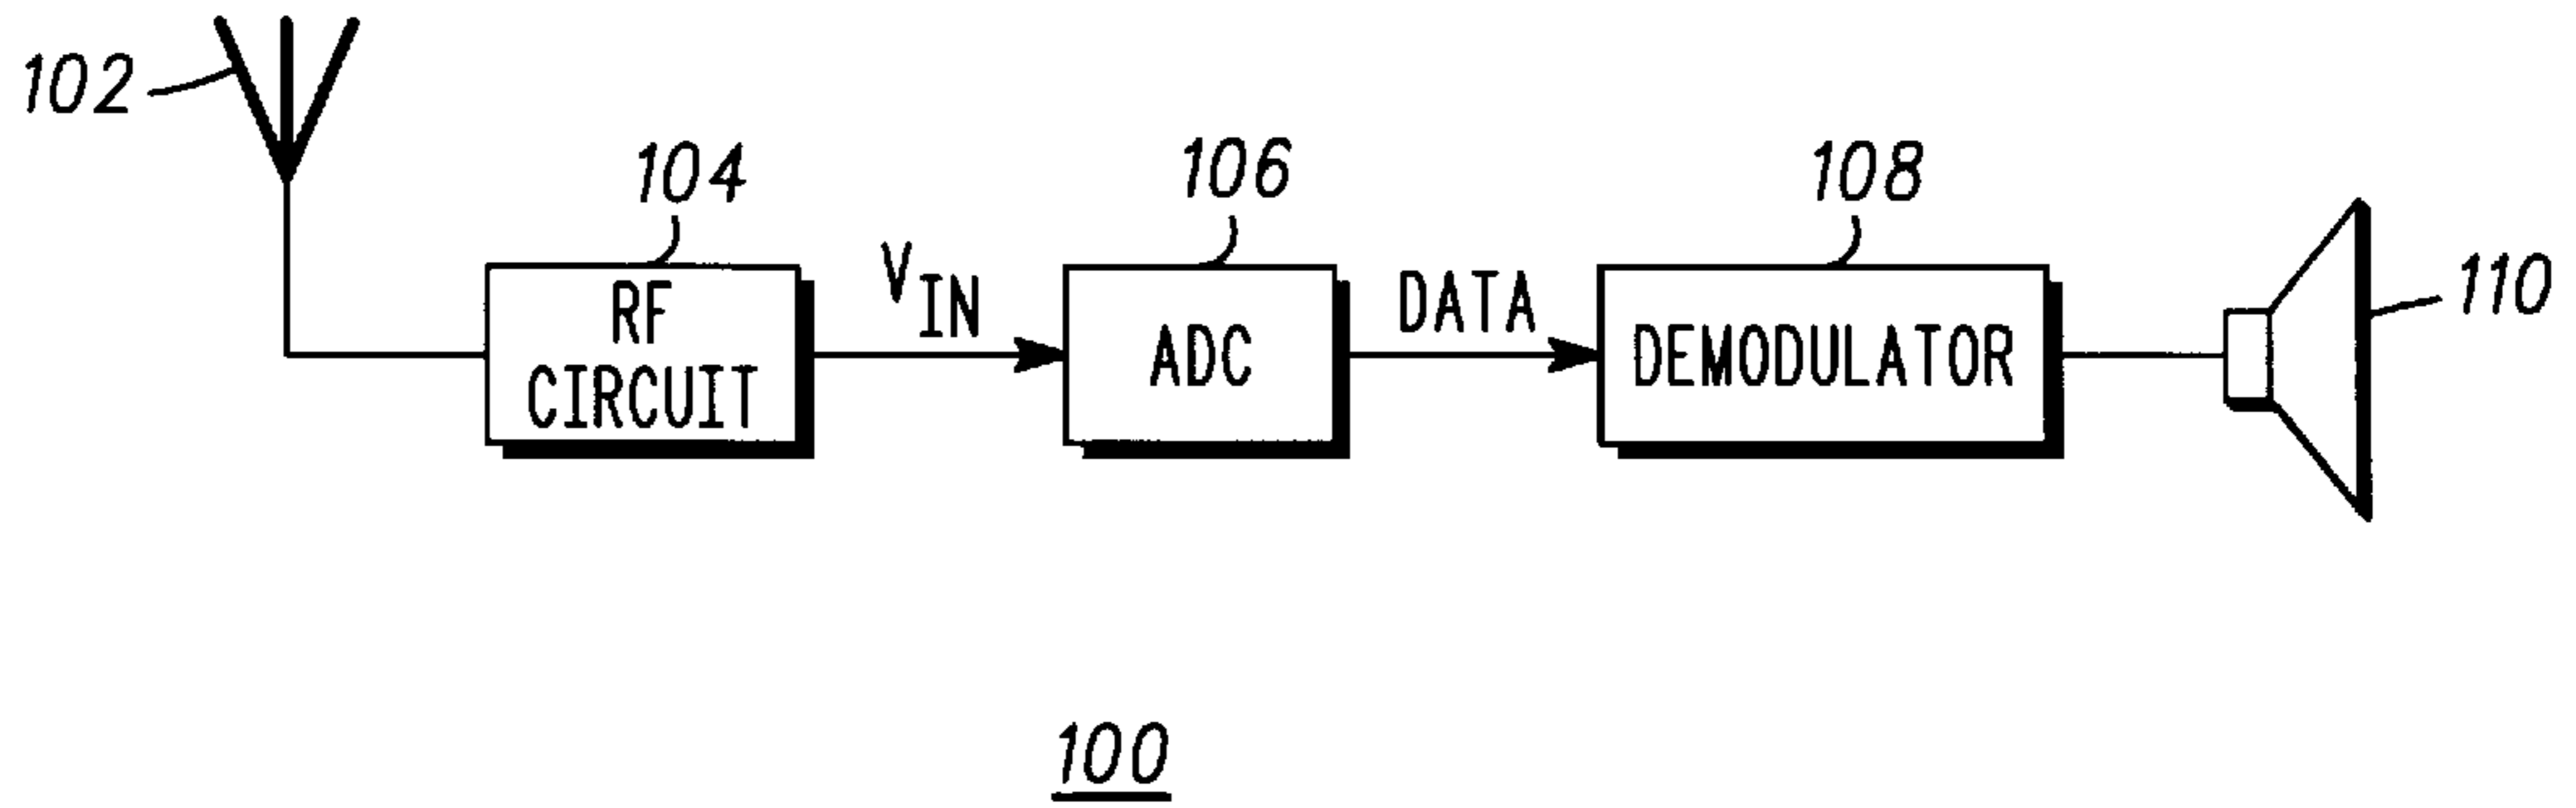 102
104
106
108
110
RF
CIRCUIT
VIN
ADC
DATA
DEMODULATOR
100